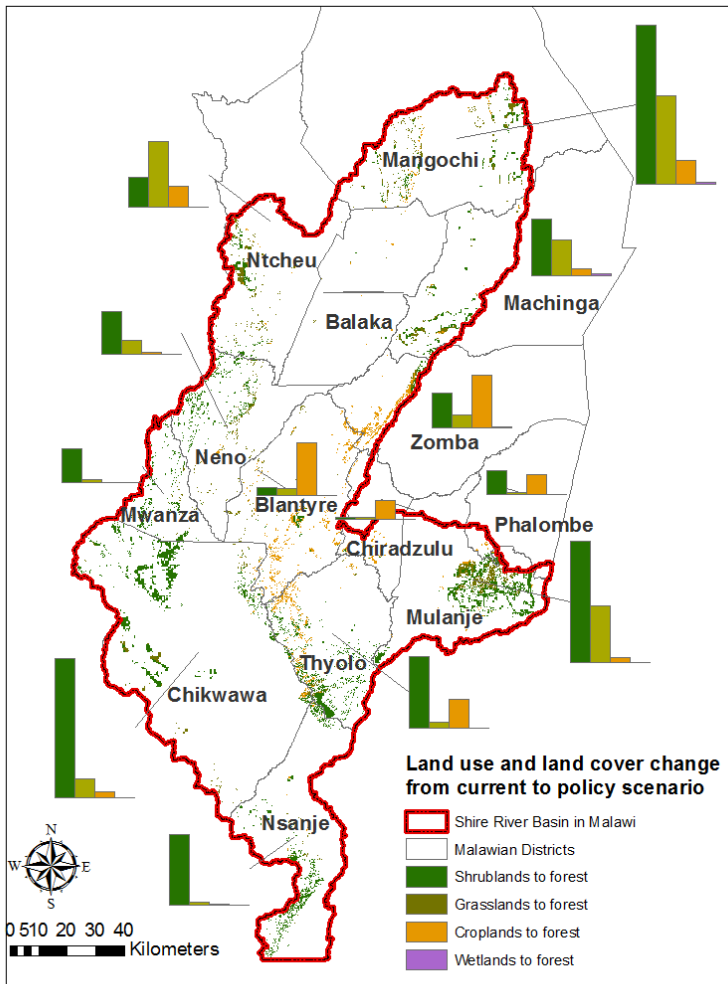 Mangochi
Ntcheu
Machinga
Balaka
Zomba
Neno
Blantyre
Mwanza
Phalombe
Chiradzulu
Mulanje
Thyolo
Chikwawa
Nsanje
Land use and land cover change
from current to policy scenario
Shire River Basin in Malawi
Malawian Districts
Shrublands to forest
Grasslands to forest
Croplands to forest
Wetlands to forest
N
W E
S
0 510 20 30 40
Kilometers